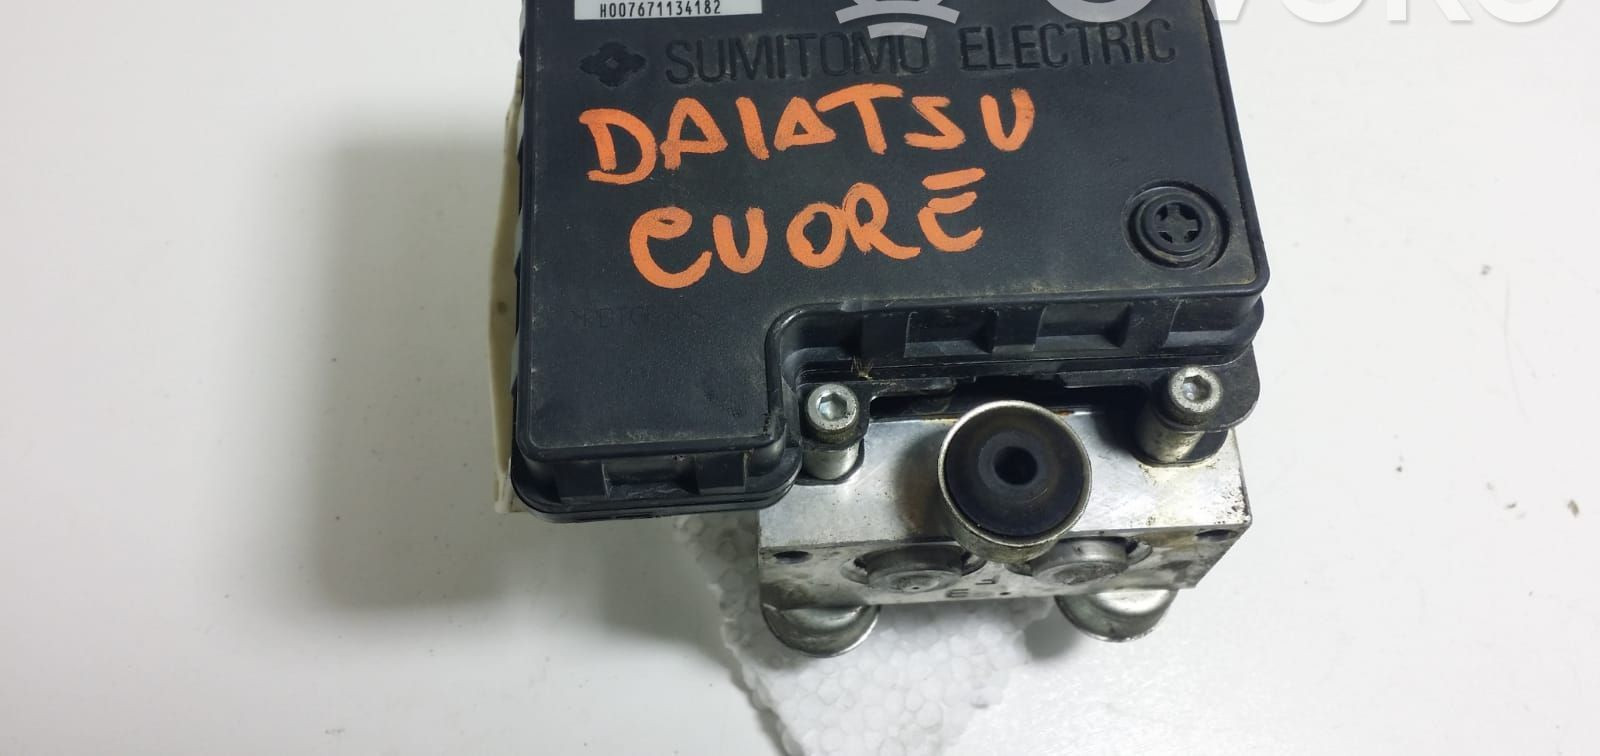 H007671134182
SUMITOMO ELECTRIC
DAIATSU
CUORE